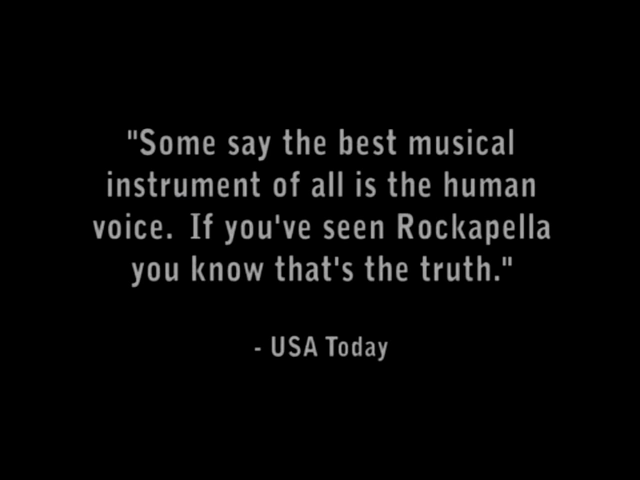 "Some say the best musical
instrument of all is the human
voice.  If you've seen Rockapella
you know that's the truth."
- USA Today